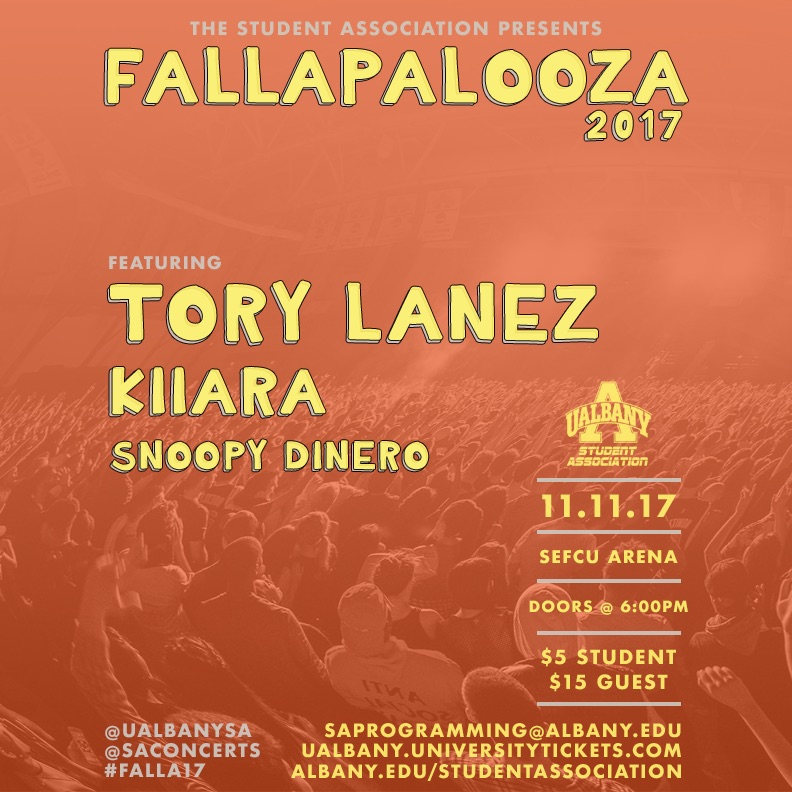 THE STUDENT ASSOCIATION PRESENTS
FALLAPALOOZA
2017
FEATURING
TORY LANEZ
KIIARA
SNOOPY DINERO
A
UALBANY
STUDENT
ASSOCIATION
11.11.17
SEFCU ARENA
DOORS @ 6:00PM
$5 STUDENT
$15 GUEST
ANTI
SOCIAL
@UALBANYSA
@SACONCERTS
#FALLA17
SAPROGRAMMING@ALBANY.EDU
UALBANY.UNIVERSITYTICKETS.COM
ALBANY.EDU/STUDENTASSOCIATION